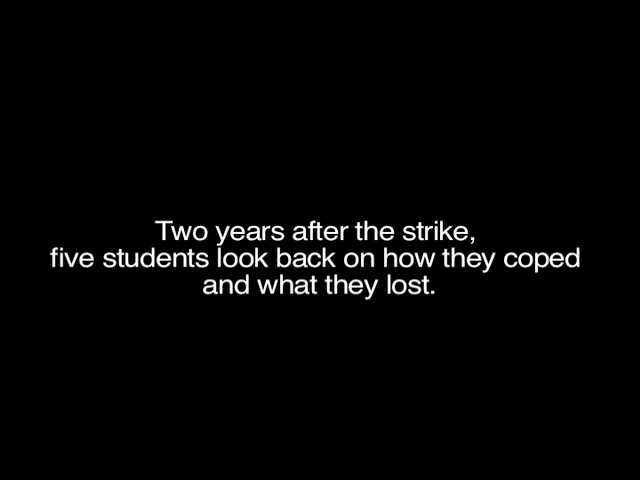 Two years after the strike,
five students look back on how they coped
and what they lost.